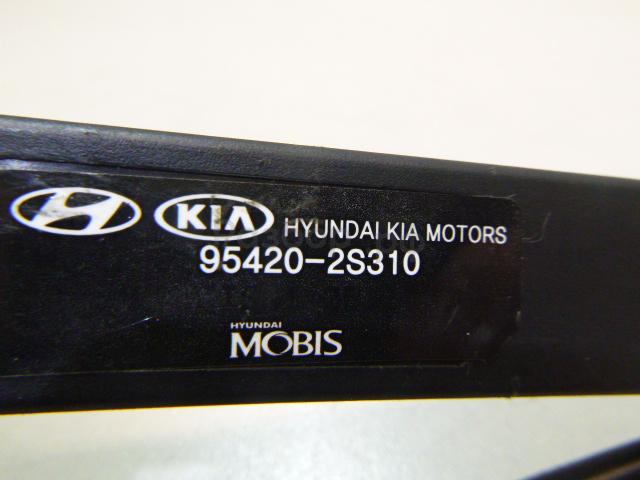 KIA HYUNDAI KIA MOTORS
95420-2S310
HYUNDAI
MOBIS